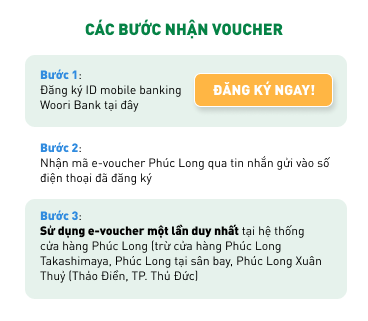 CÁC BƯỚC NHẬN VOUCHER
Bước 1:
Đăng ký ID mobile banking
Woori Bank tại đây
ĐĂNG KÝ NGAY!
Bước 2:
Nhận mã e-voucher Phúc Long qua tin nhắn gửi vào số
điện thoại đã đăng ký
Bước 3:
Sử dụng e-voucher một lần duy nhất tại hệ thống
cửa hàng Phúc Long (trừ cửa hàng Phúc Long
Takashimaya, Phúc Long tại sân bay, Phúc Long Xuân
Thuỷ (Thảo Điền, TP. Thủ Đức)